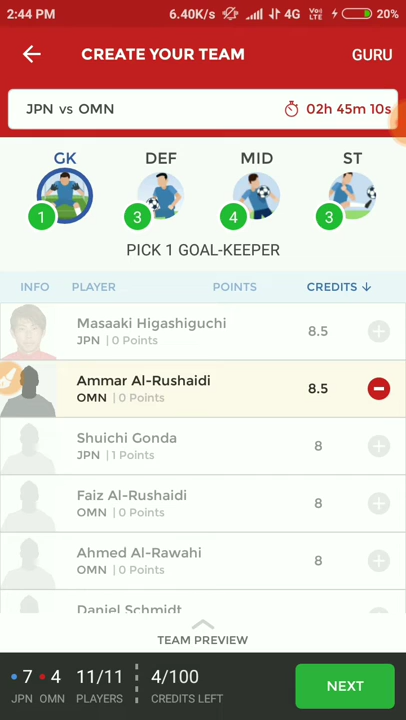 2:44 PM 6.40K/s 4G Vo) LTE 20%
CREATE YOUR TEAM GURU
JPN vs OMN 02h 45m 10s
GK DEF MID ST
1 3 4 3
PICK 1 GOAL-KEEPER
INFO PLAYER POINTS CREDITS ↓
Masaaki Higashiguchi 8.5
JPN | 0 Points
Ammar Al-Rushaidi 8.5
OMN | 0 Points
Shuichi Gonda 8
JPN | 1 Points
Faiz Al-Rushaidi 8
OMN | 0 Points
Ahmed Al-Rawahi 8
OMN | 0 Points
Daniel Schmidt
TEAM PREVIEW
7 4 11/11 4/100 NEXT
JPN OMN PLAYERS CREDITS LEFT